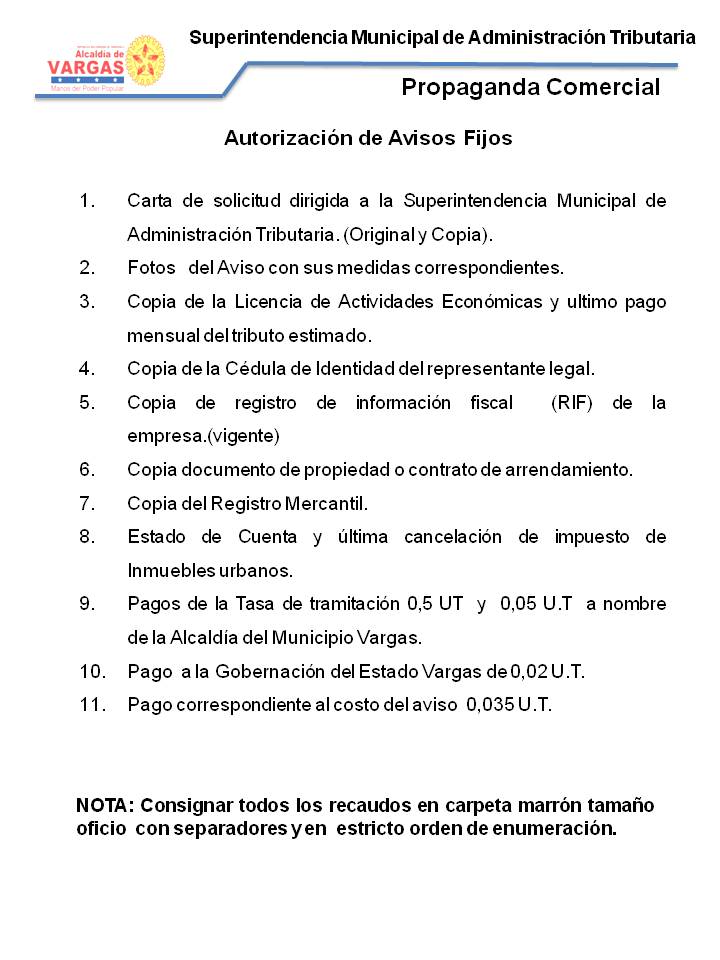 Superintendencia Municipal de Administración Tributaria
Alcaldía de
VARGAS
Manos del Poder Popular
Propaganda Comercial
Autorización de Avisos Fijos
1. Carta de solicitud dirigida a la Superintendencia Municipal de
Administración Tributaria. (Original y Copia).
2. Fotos del Aviso con sus medidas correspondientes.
3. Copia de la Licencia de Actividades Económicas y ultimo pago
mensual del tributo estimado.
4. Copia de la Cédula de Identidad del representante legal.
5. Copia de registro de información fiscal (RIF) de la
empresa.(vigente)
6. Copia documento de propiedad o contrato de arrendamiento.
7. Copia del Registro Mercantil.
8. Estado de Cuenta y última cancelación de impuesto de
Inmuebles urbanos.
9. Pagos de la Tasa de tramitación 0,5 UT y 0,05 U.T a nombre
de la Alcaldía del Municipio Vargas.
10. Pago a la Gobernación del Estado Vargas de 0,02 U.T.
11. Pago correspondiente al costo del aviso 0,035 U.T.
NOTA: Consignar todos los recaudos en carpeta marrón tamaño
oficio con separadores y en estricto orden de enumeración.